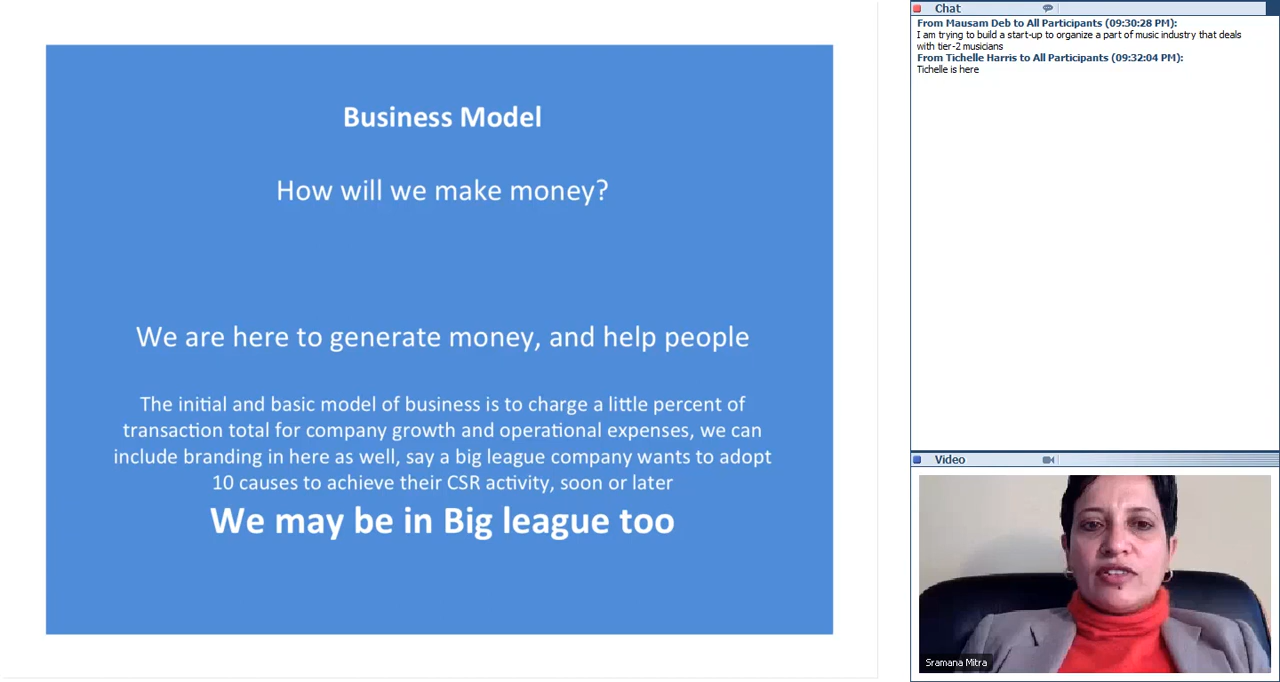 Business Model
How will we make money?
We are here to generate money, and help people
The initial and basic model of business is to charge a little percent of
transaction total for company growth and operational expenses, we can
include branding in here as well, say a big league company wants to adopt
10 causes to achieve their CSR activity, soon or later
We may be in Big league too
Chat
From Mausam Deb to All Participants (09:30:28 PM):
I am trying to build a start-up to organize a part of music industry that deals
with tier-2 musicians
From Tichelle Harris to All Participants (09:32:04 PM):
Tichelle is here
Video
Sramana Mitra